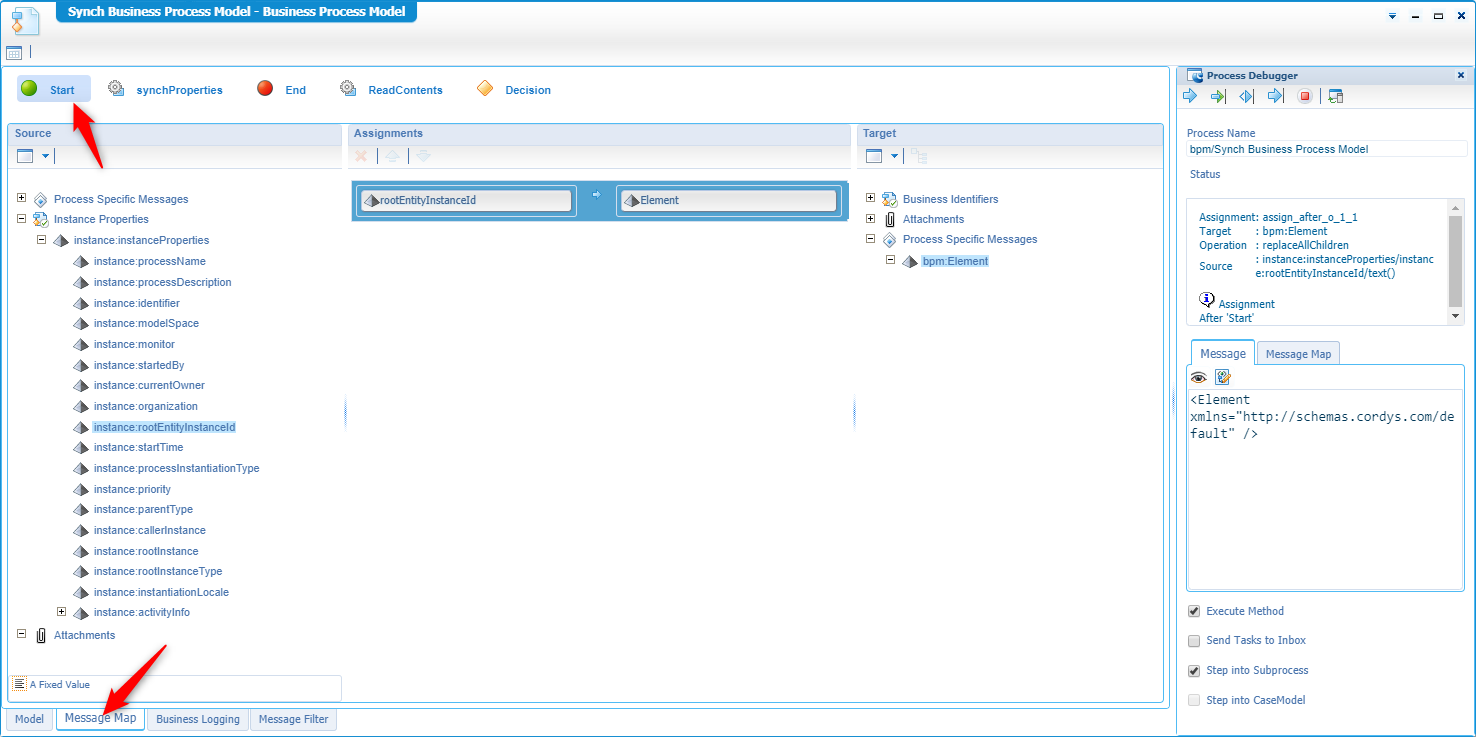 Synch Business Process Model - Business Process Model
Start
synchProperties
End
ReadContents
Decision
Source
Process Specific Messages
Instance Properties
instance:instanceProperties
instance:processName
instance:processDescription
instance:identifier
instance:modelSpace
instance:monitor
instance:startedBy
instance:currentOwner
instance:organization
instance:rootEntityInstanceId
instance:startTime
instance:processInstantiationType
instance:priority
instance:parentType
instance:callerInstance
instance:rootInstance
instance:rootInstanceType
instance:instantiationLocale
instance:activityInfo
Attachments
A Fixed Value
Assignments
rootEntityInstanceId
Element
Target
Business Identifiers
Attachments
Process Specific Messages
bpm:Element
Model
Message Map
Business Logging
Message Filter
Process Debugger
Process Name
bpm/Synch Business Process Model
Status
Assignment: assign_after_o_1_1
Target : bpm:Element
Operation : replaceAllChildren
Source : instance:instanceProperties/instanc
e:rootEntityInstanceId/text()
Assignment
After 'Start'
Message
Message Map
<Element
xmlns="http://schemas.cordys.com/de
fault" />
Execute Method
Send Tasks to Inbox
Step into Subprocess
Step into CaseModel